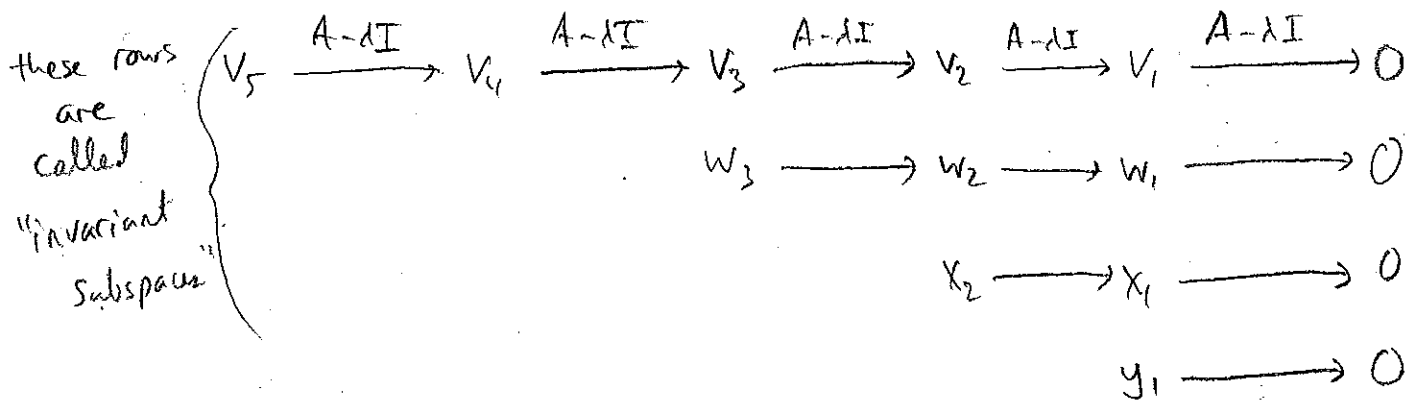 these rows
are
called
"invariant
subspaces"
A-λI A-λI A-λI A-λI A-λI
V₅ → V₄ → V₃ → V₂ → V₁ → 0
W₃ → W₂ → W₁ → 0
X₂ → X₁ → 0
y₁ → 0